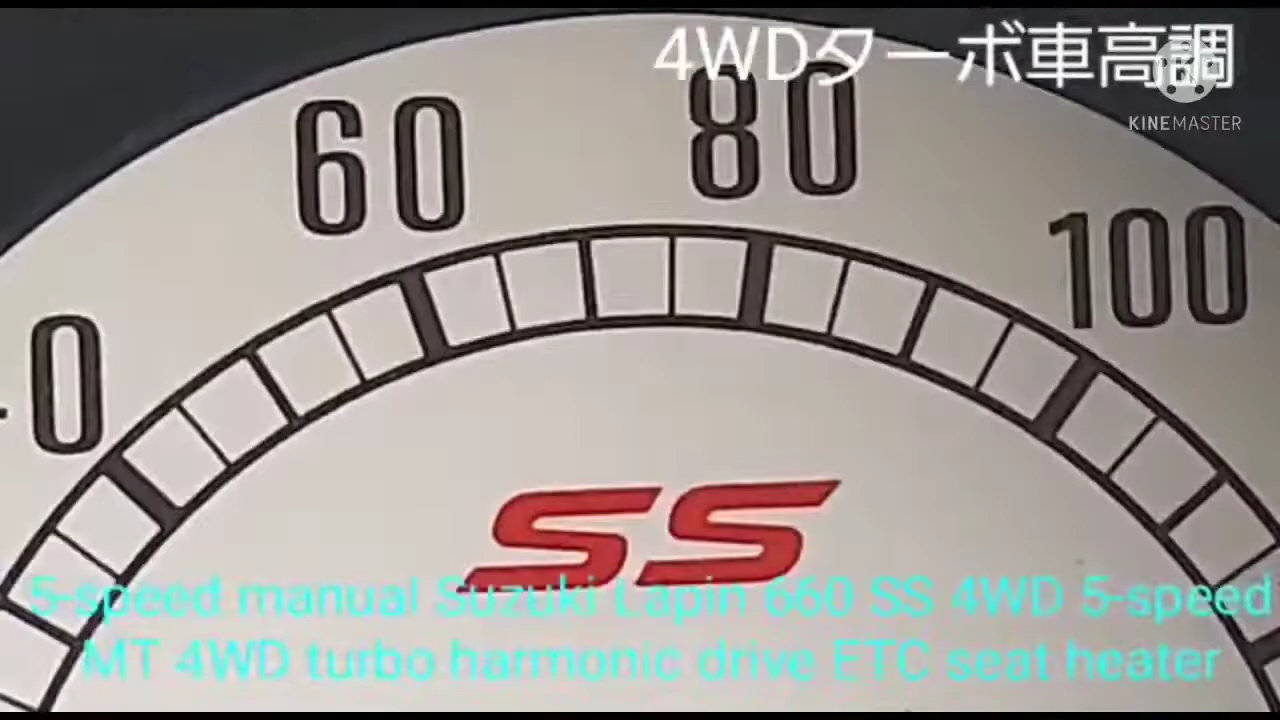 4WDターボ車高調
KINEMASTER
60
80
100
0
SS
5-speed manual Suzuki Lapin 660 SS 4WD 5-speed
MT 4WD turbo harmonic drive ETC seat heater